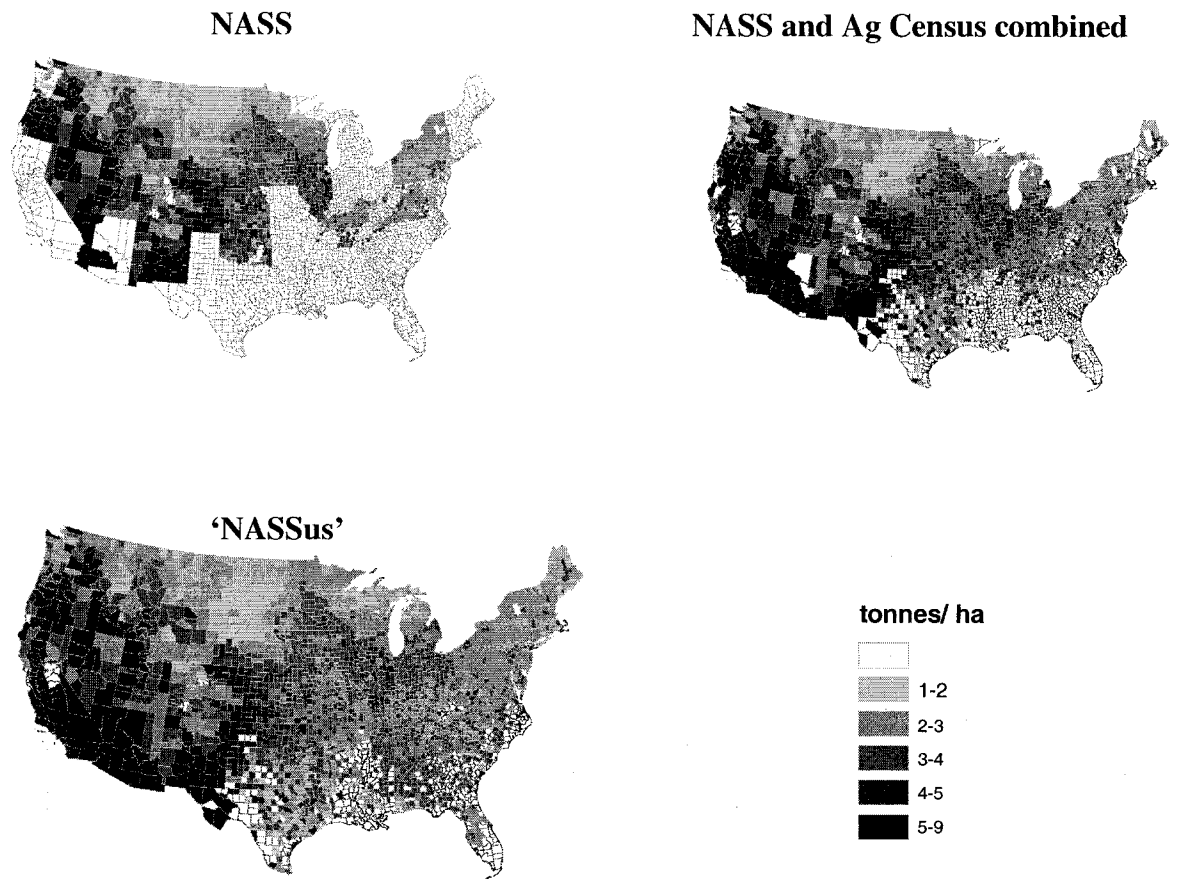 NASS
NASS and Ag Census combined
‘NASSus’
tonnes/ ha
1-2
2-3
3-4
4-5
5-9